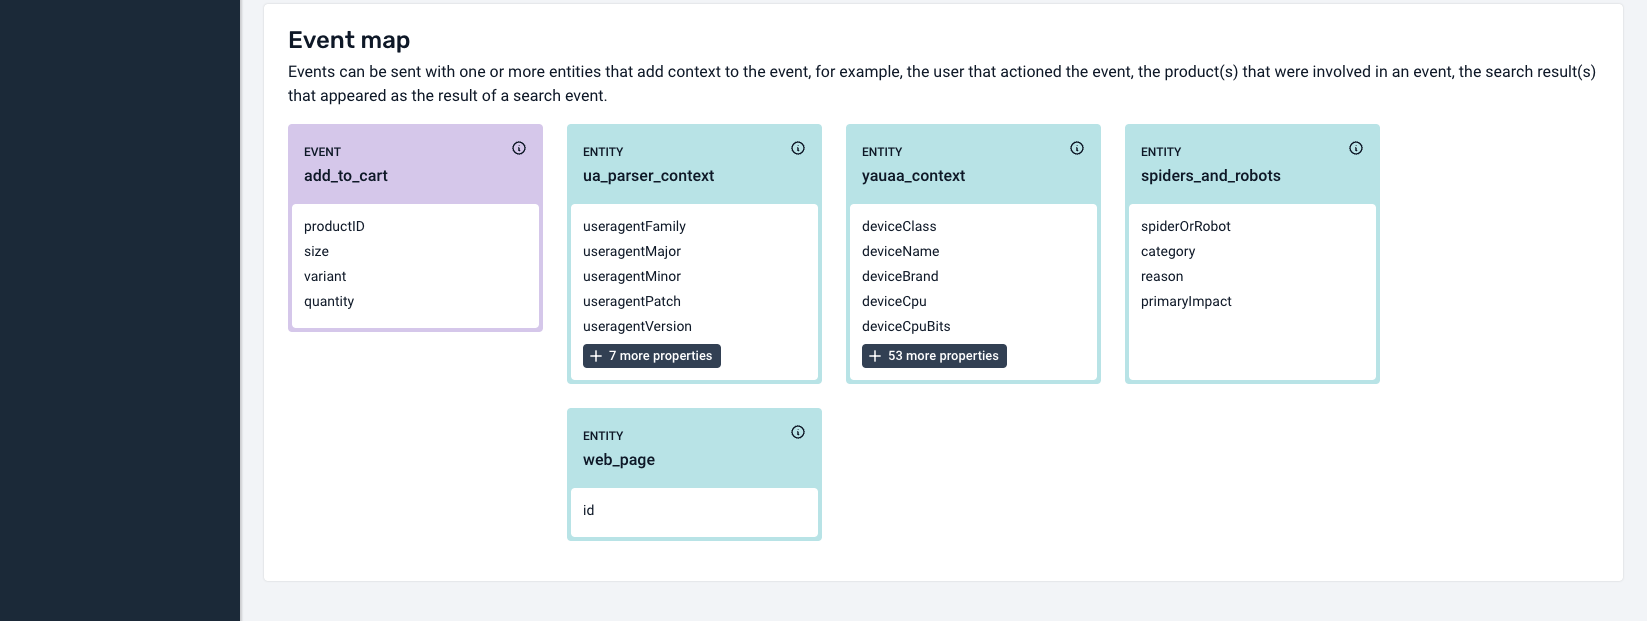 Event map
Events can be sent with one or more entities that add context to the event, for example, the user that actioned the event, the product(s) that were involved in an event, the search result(s)
that appeared as the result of a search event.
EVENT
add_to_cart
productID
size
variant
quantity
ENTITY
ua_parser_context
useragentFamily
useragentMajor
useragentMinor
useragentPatch
useragentVersion
+ 7 more properties
ENTITY
yauaa_context
deviceClass
deviceName
deviceBrand
deviceCpu
deviceCpuBits
+ 53 more properties
ENTITY
spiders_and_robots
spiderOrRobot
category
reason
primaryImpact
ENTITY
web_page
id